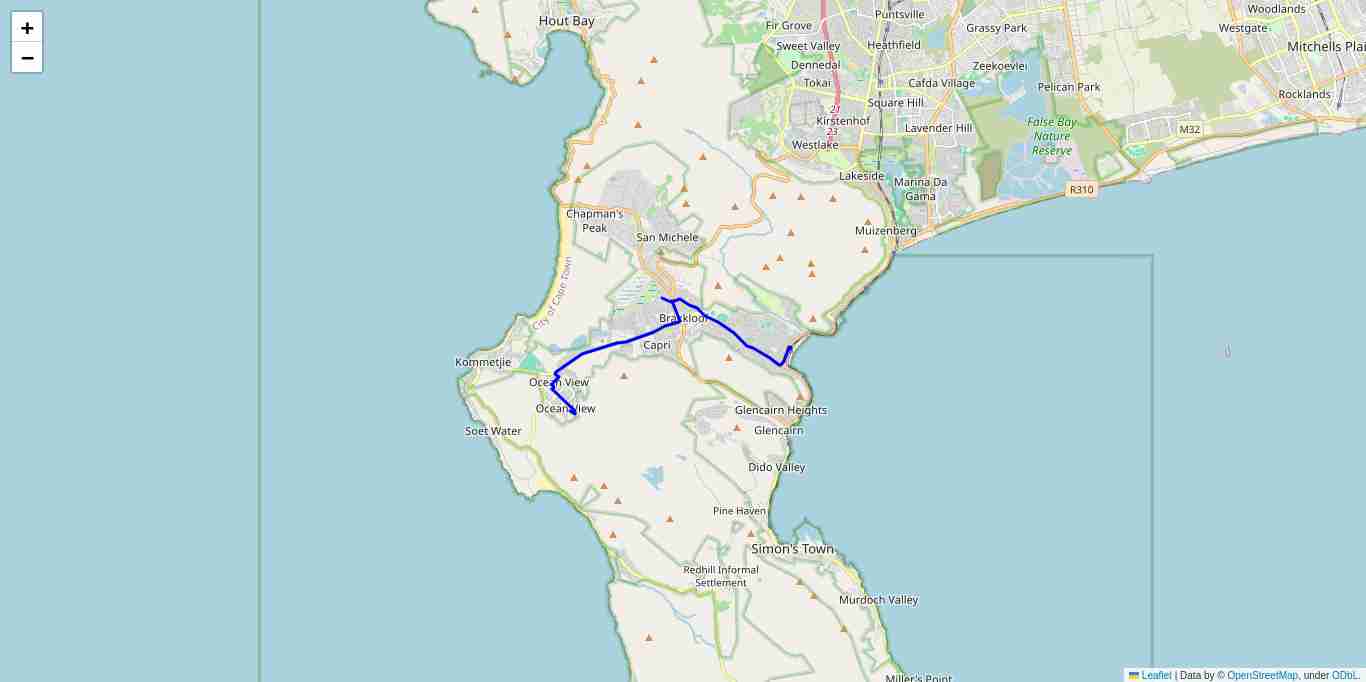 +
−
Hout Bay
Fir Grove
Puntsville
Woodlands
Westgate
Grassy Park
Sweet Valley
Heathfield
Mitchells Plai
Dennedal
Zeekoevlei
Tokai
Cafda Village
Pelican Park
Rocklands
Square Hill
21
23
Kirstenhof
Lavender Hill
False Bay
Nature
Reserve
M32
Westlake
Lakeside
Marina Da
Gama
R310
Chapman's
Peak
San Michele
Muizenberg
City of Cape Town
Brakkloof
Capri
Kommetjie
Ocean View
Ocean View
Glencairn Heights
Soet Water
Glencairn
Dido Valley
Pine Haven
Simon's Town
Redhill Informal
Settlement
Murdoch Valley
Miller's Point
Leaflet | Data by © OpenStreetMap, under ODbL.